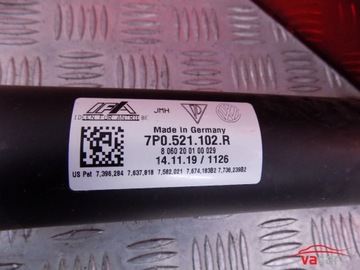 IFA
IDEEN FÜR ANTRIEBE
JMH
Made in Germany
7P0.521.102.R
8 060 20 01 00 029
14.11.19 / 1126
US Pat 7,396,284 7,637,818 7,582,021 7,674,183B2 7,736,239B2
va